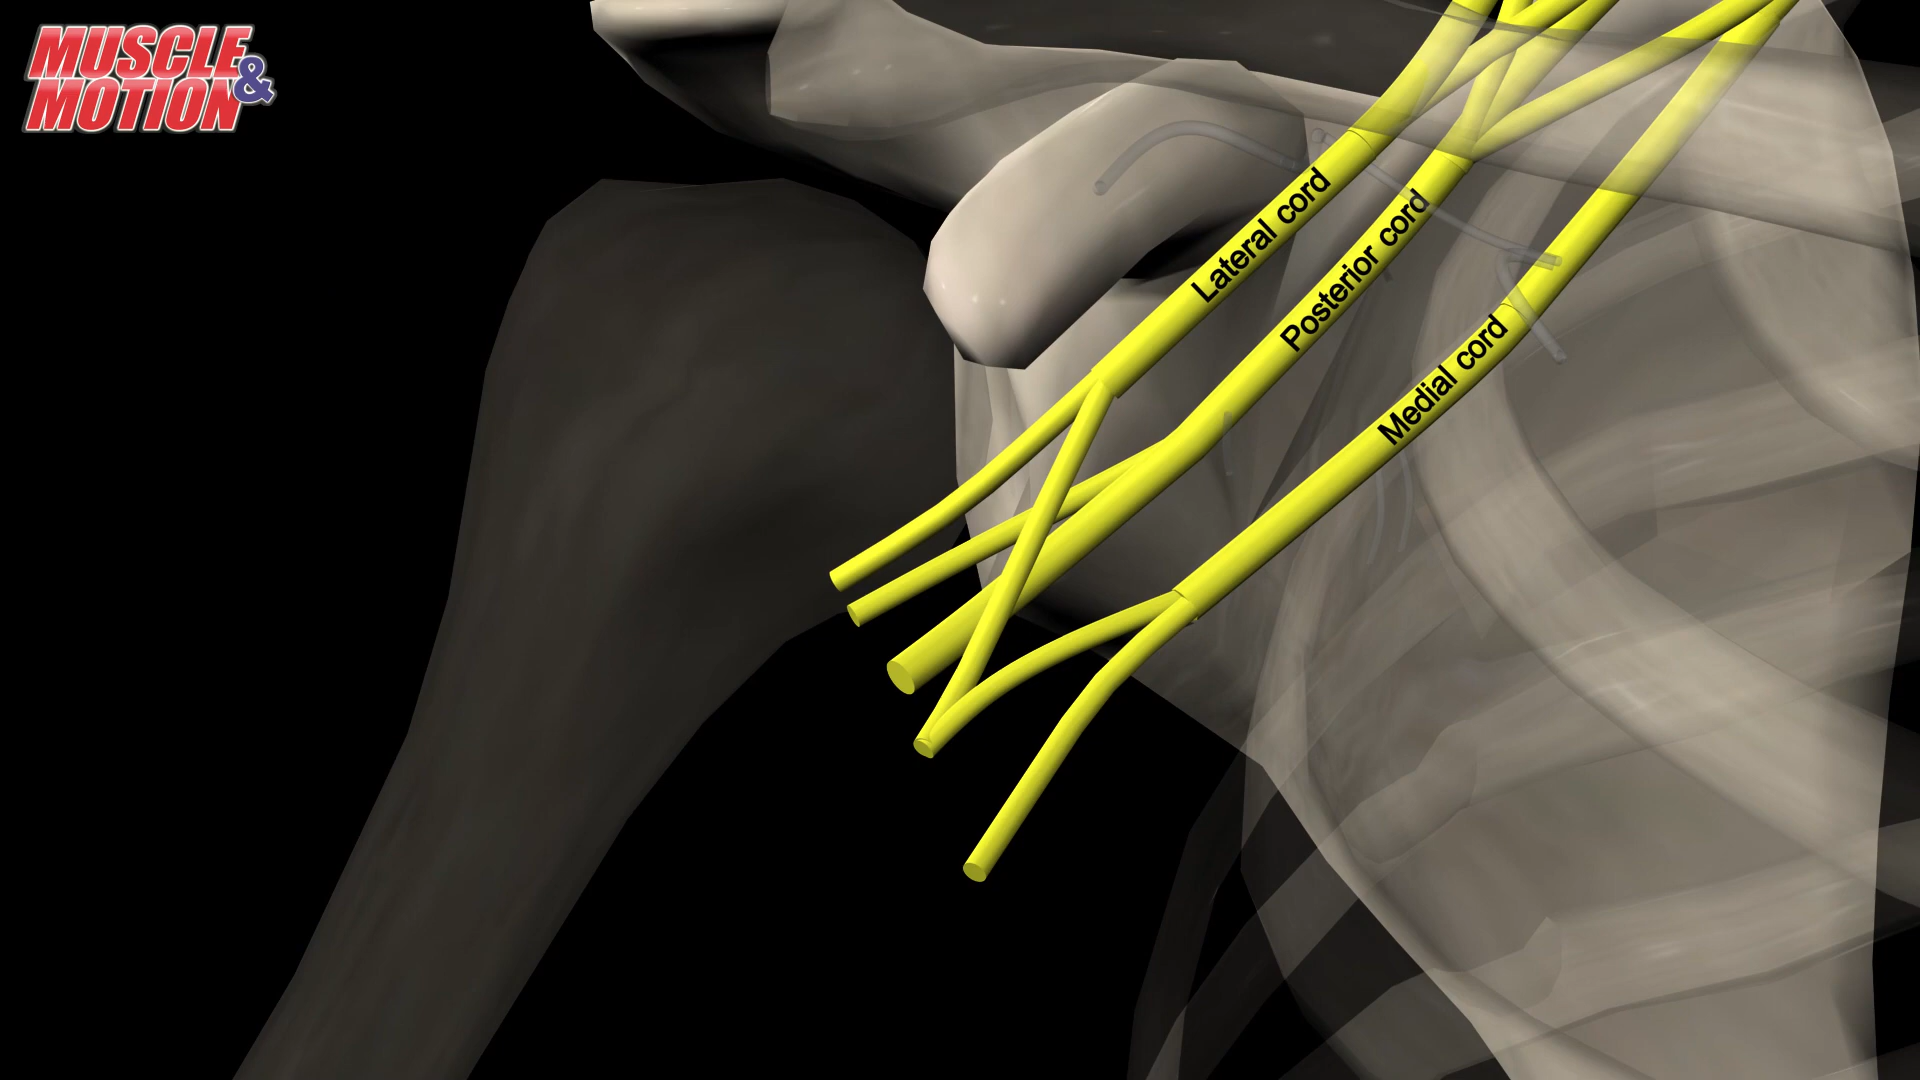 MUSCLE &
MOTION
Lateral cord
Posterior cord
Medial cord